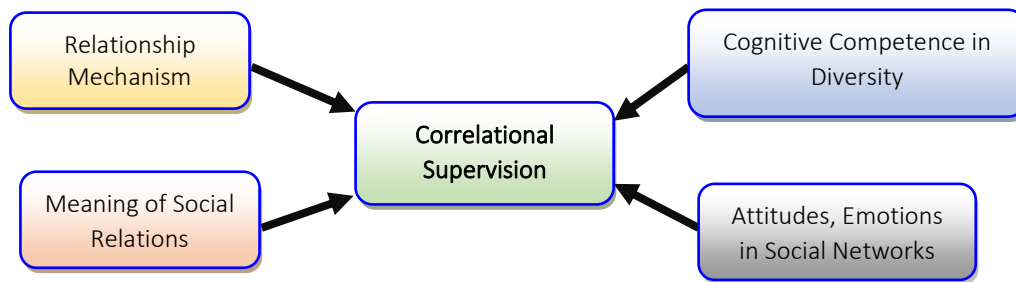 Relationship
Mechanism
Cognitive Competence in
Diversity
Correlational
Supervision
Meaning of Social
Relations
Attitudes, Emotions
in Social Networks